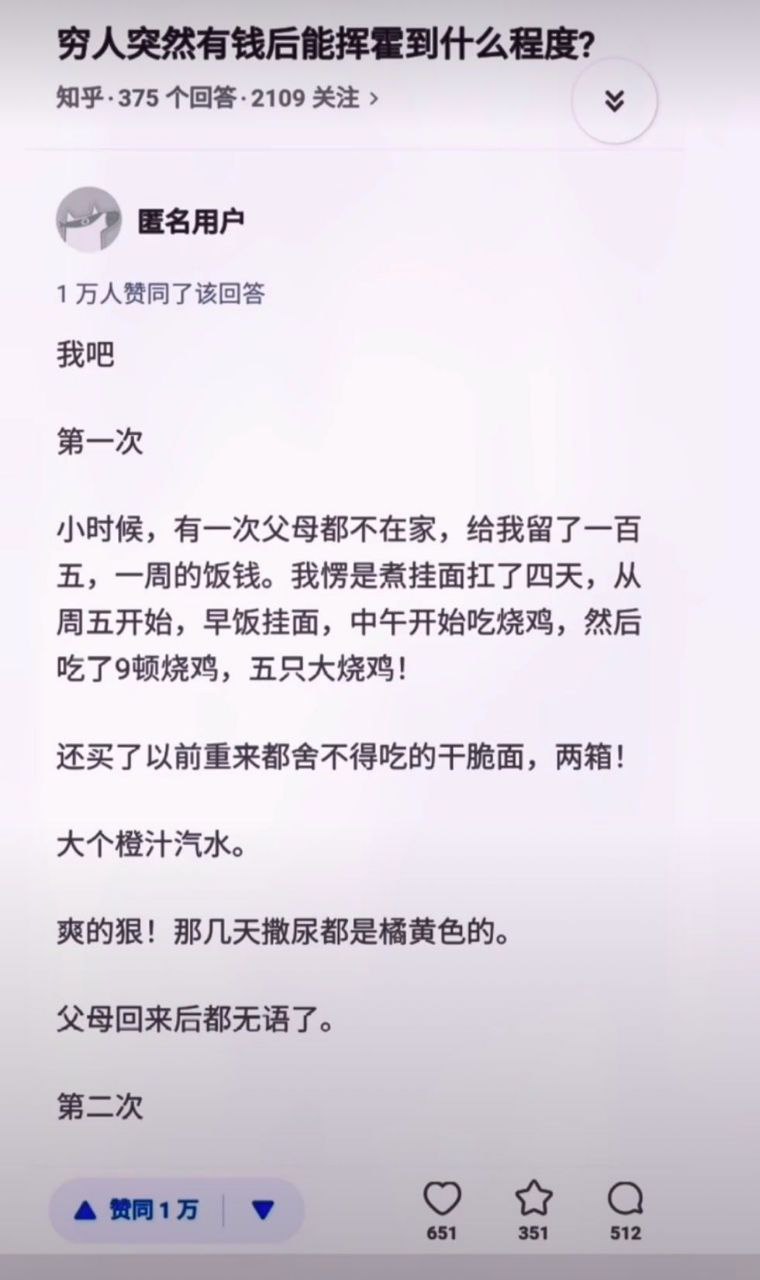 穷人突然有钱后能挥霍到什么程度?
知乎·375 个回答·2109 关注 >
匿名用户
1 万人赞同了该回答
我吧
第一次
小时候，有一次父母都不在家，给我留了一百
五，一周的饭钱。我愣是煮挂面扛了四天，从
周五开始，早饭挂面，中午开始吃烧鸡，然后
吃了9顿烧鸡，五只大烧鸡！
还买了以前重来都舍不得吃的干脆面，两箱！
大个橙汁汽水。
爽的狠！那几天撒尿都是橘黄色的。
父母回来后都无语了。
第二次
赞同 1 万
651
351
512